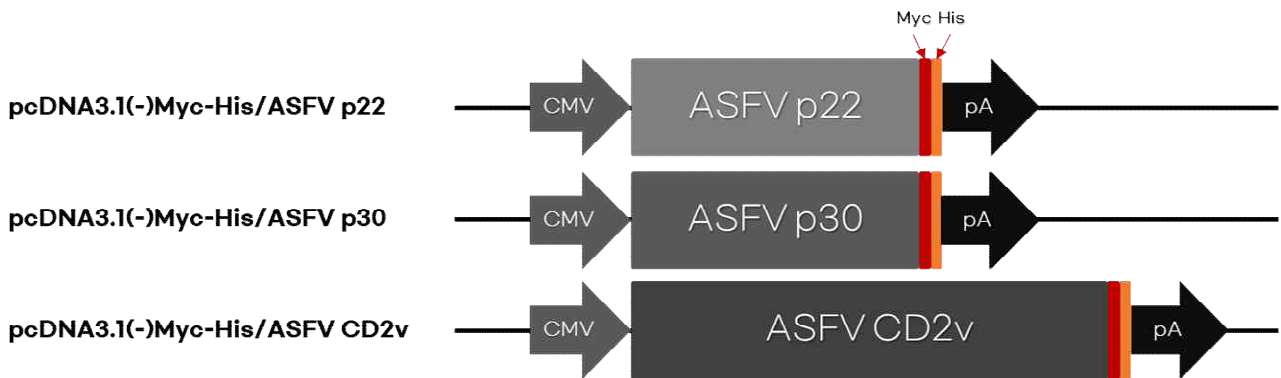 Myc His
pcDNA3.1(-)Myc-His/ASFV p22 CMV ASFV p22 pA
pcDNA3.1(-)Myc-His/ASFV p30 CMV ASFV p30 pA
pcDNA3.1(-)Myc-His/ASFV CD2v CMV ASFV CD2v pA